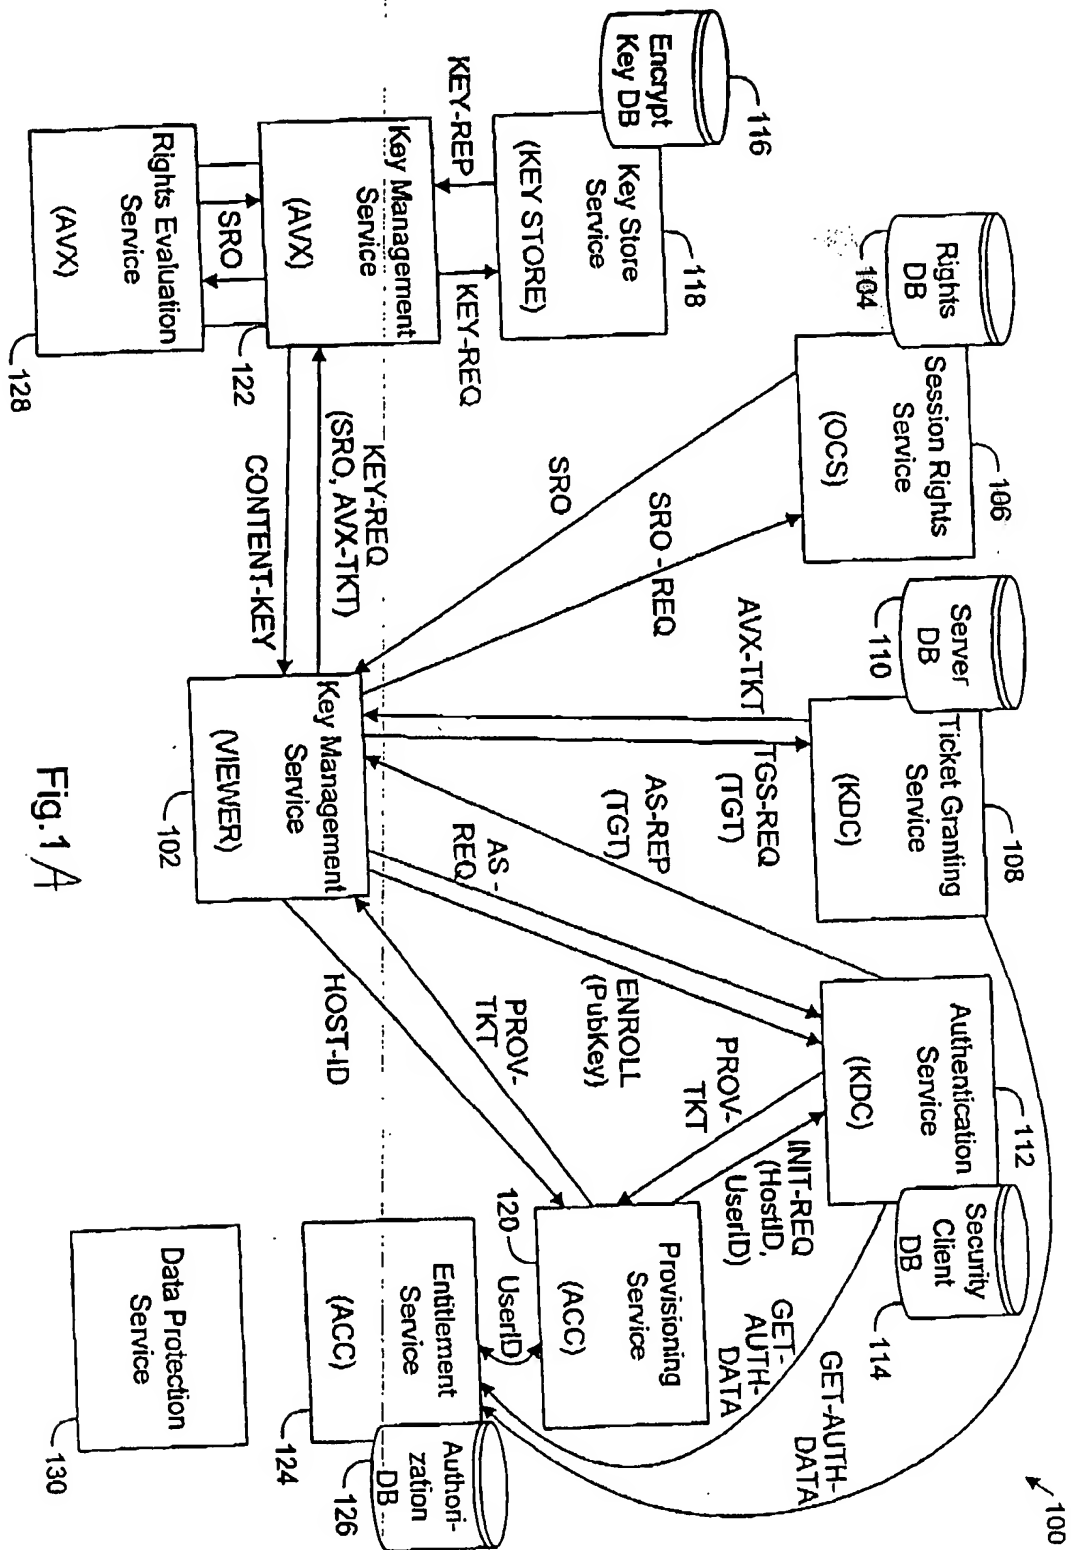 100
116
Encrypt
Key DB
118
Key Store
Service
(KEY STORE)
Rights
DB
104
106
Session Rights
Service
(OCS)
Server
DB
110
108
Ticket Granting
Service
(KDC)
112
Authentication
Service
(KDC)
Security
Client
DB
114
GET-AUTH-
DATA
GET-
AUTH-
DATA
KEY-REP
KEY-REQ
SRO
SRO - REQ
AVX-TKT
TGS-REQ
(TGT)
AS-REP
(TGT)
AS -
REQ
ENROLL
(PubKey)
PROV-
TKT
INIT-REQ
(HostID,
UserID)
PROV-
TKT
HOST-ID
120
Provisioning
Service
(ACC)
UserID
Key Management
Service
(AVX)
122
KEY-REQ
(SRO, AVX-TKT)
CONTENT-KEY
Key Management
Service
(VIEWER)
102
Entitlement
Service
(ACC)
124
Authori-
zation
DB
126
SRO
Rights Evaluation
Service
(AVX)
128
Data Protection
Service
130
Fig.1A